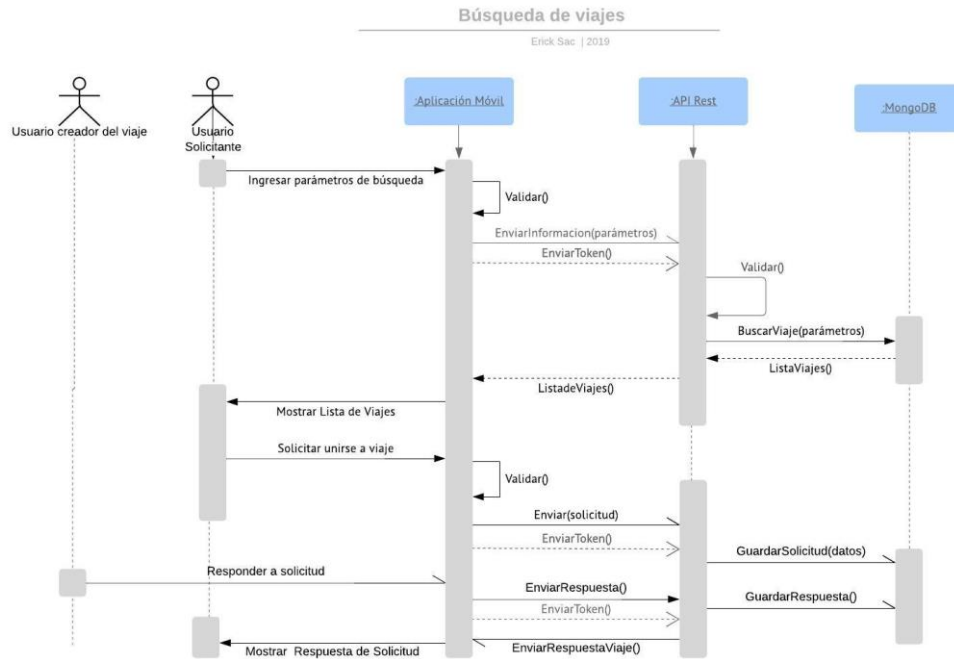 Búsqueda de viajes
Erick Sac | 2019
Usuario creador del viaje
Usuario
Solicitante
:Aplicación Móvil
:API Rest
:MongoDB
Ingresar parámetros de búsqueda
Validar()
EnviarInformacion(parámetros)
EnviarToken()
Validar()
BuscarViaje(parámetros)
ListaViajes()
ListadeViajes()
Mostrar Lista de Viajes
Solicitar unirse a viaje
Validar()
Enviar(solicitud)
EnviarToken()
GuardarSolicitud(datos)
Responder a solicitud
EnviarRespuesta()
GuardarRespuesta()
EnviarToken()
EnviarRespuestaViaje()
Mostrar Respuesta de Solicitud